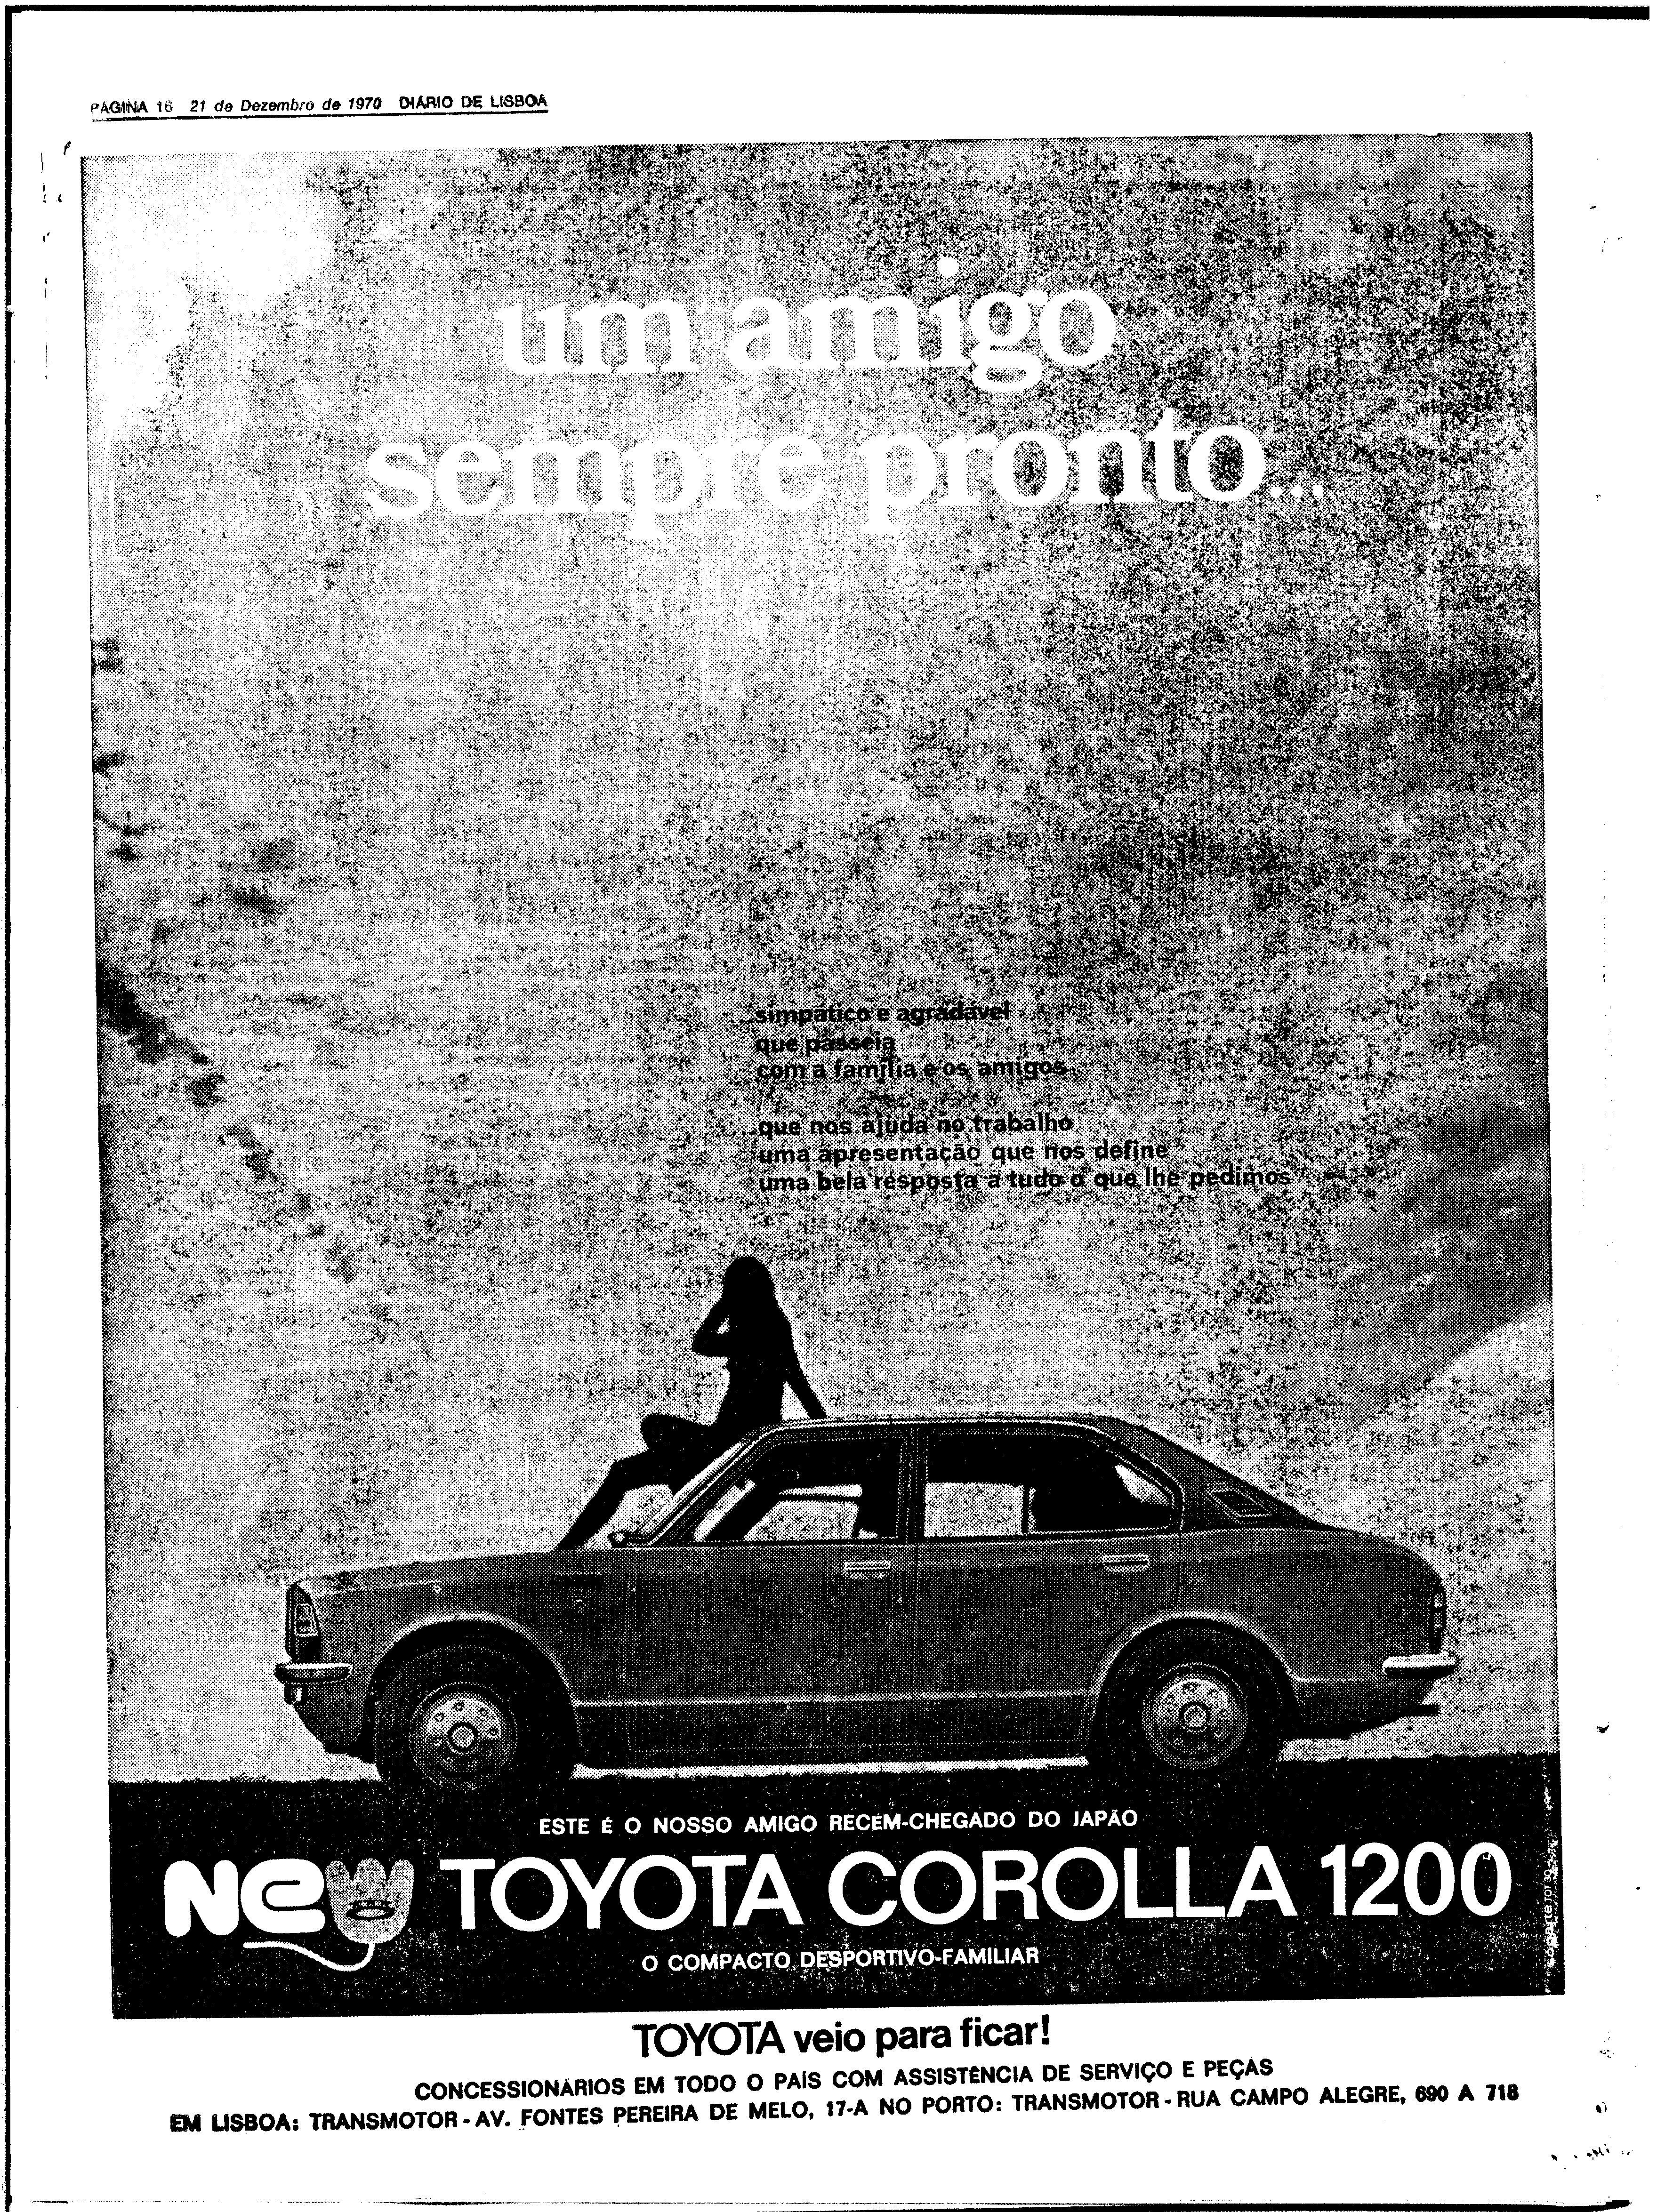 PÁGINA 16 21 de Dezembro de 1970 DIÁRIO DE LISBOA
um amigo
sempre pronto...
...simpático e agradável
que passeia
com a família e os amigos
...que nos ajuda no trabalho
uma apresentação que nos define
uma bela resposta a tudo o que lhe pedimos
ESTE É O NOSSO AMIGO RECÉM-CHEGADO DO JAPÃO
NEW TOYOTA COROLLA 1200
O COMPACTO DESPORTIVO-FAMILIAR
TOYOTA veio para ficar!
CONCESSIONÁRIOS EM TODO O PAÍS COM ASSISTÊNCIA DE SERVIÇO E PEÇAS
EM LISBOA: TRANSMOTOR - AV. FONTES PEREIRA DE MELO, 17-A NO PORTO: TRANSMOTOR - RUA CAMPO ALEGRE, 690 A 718